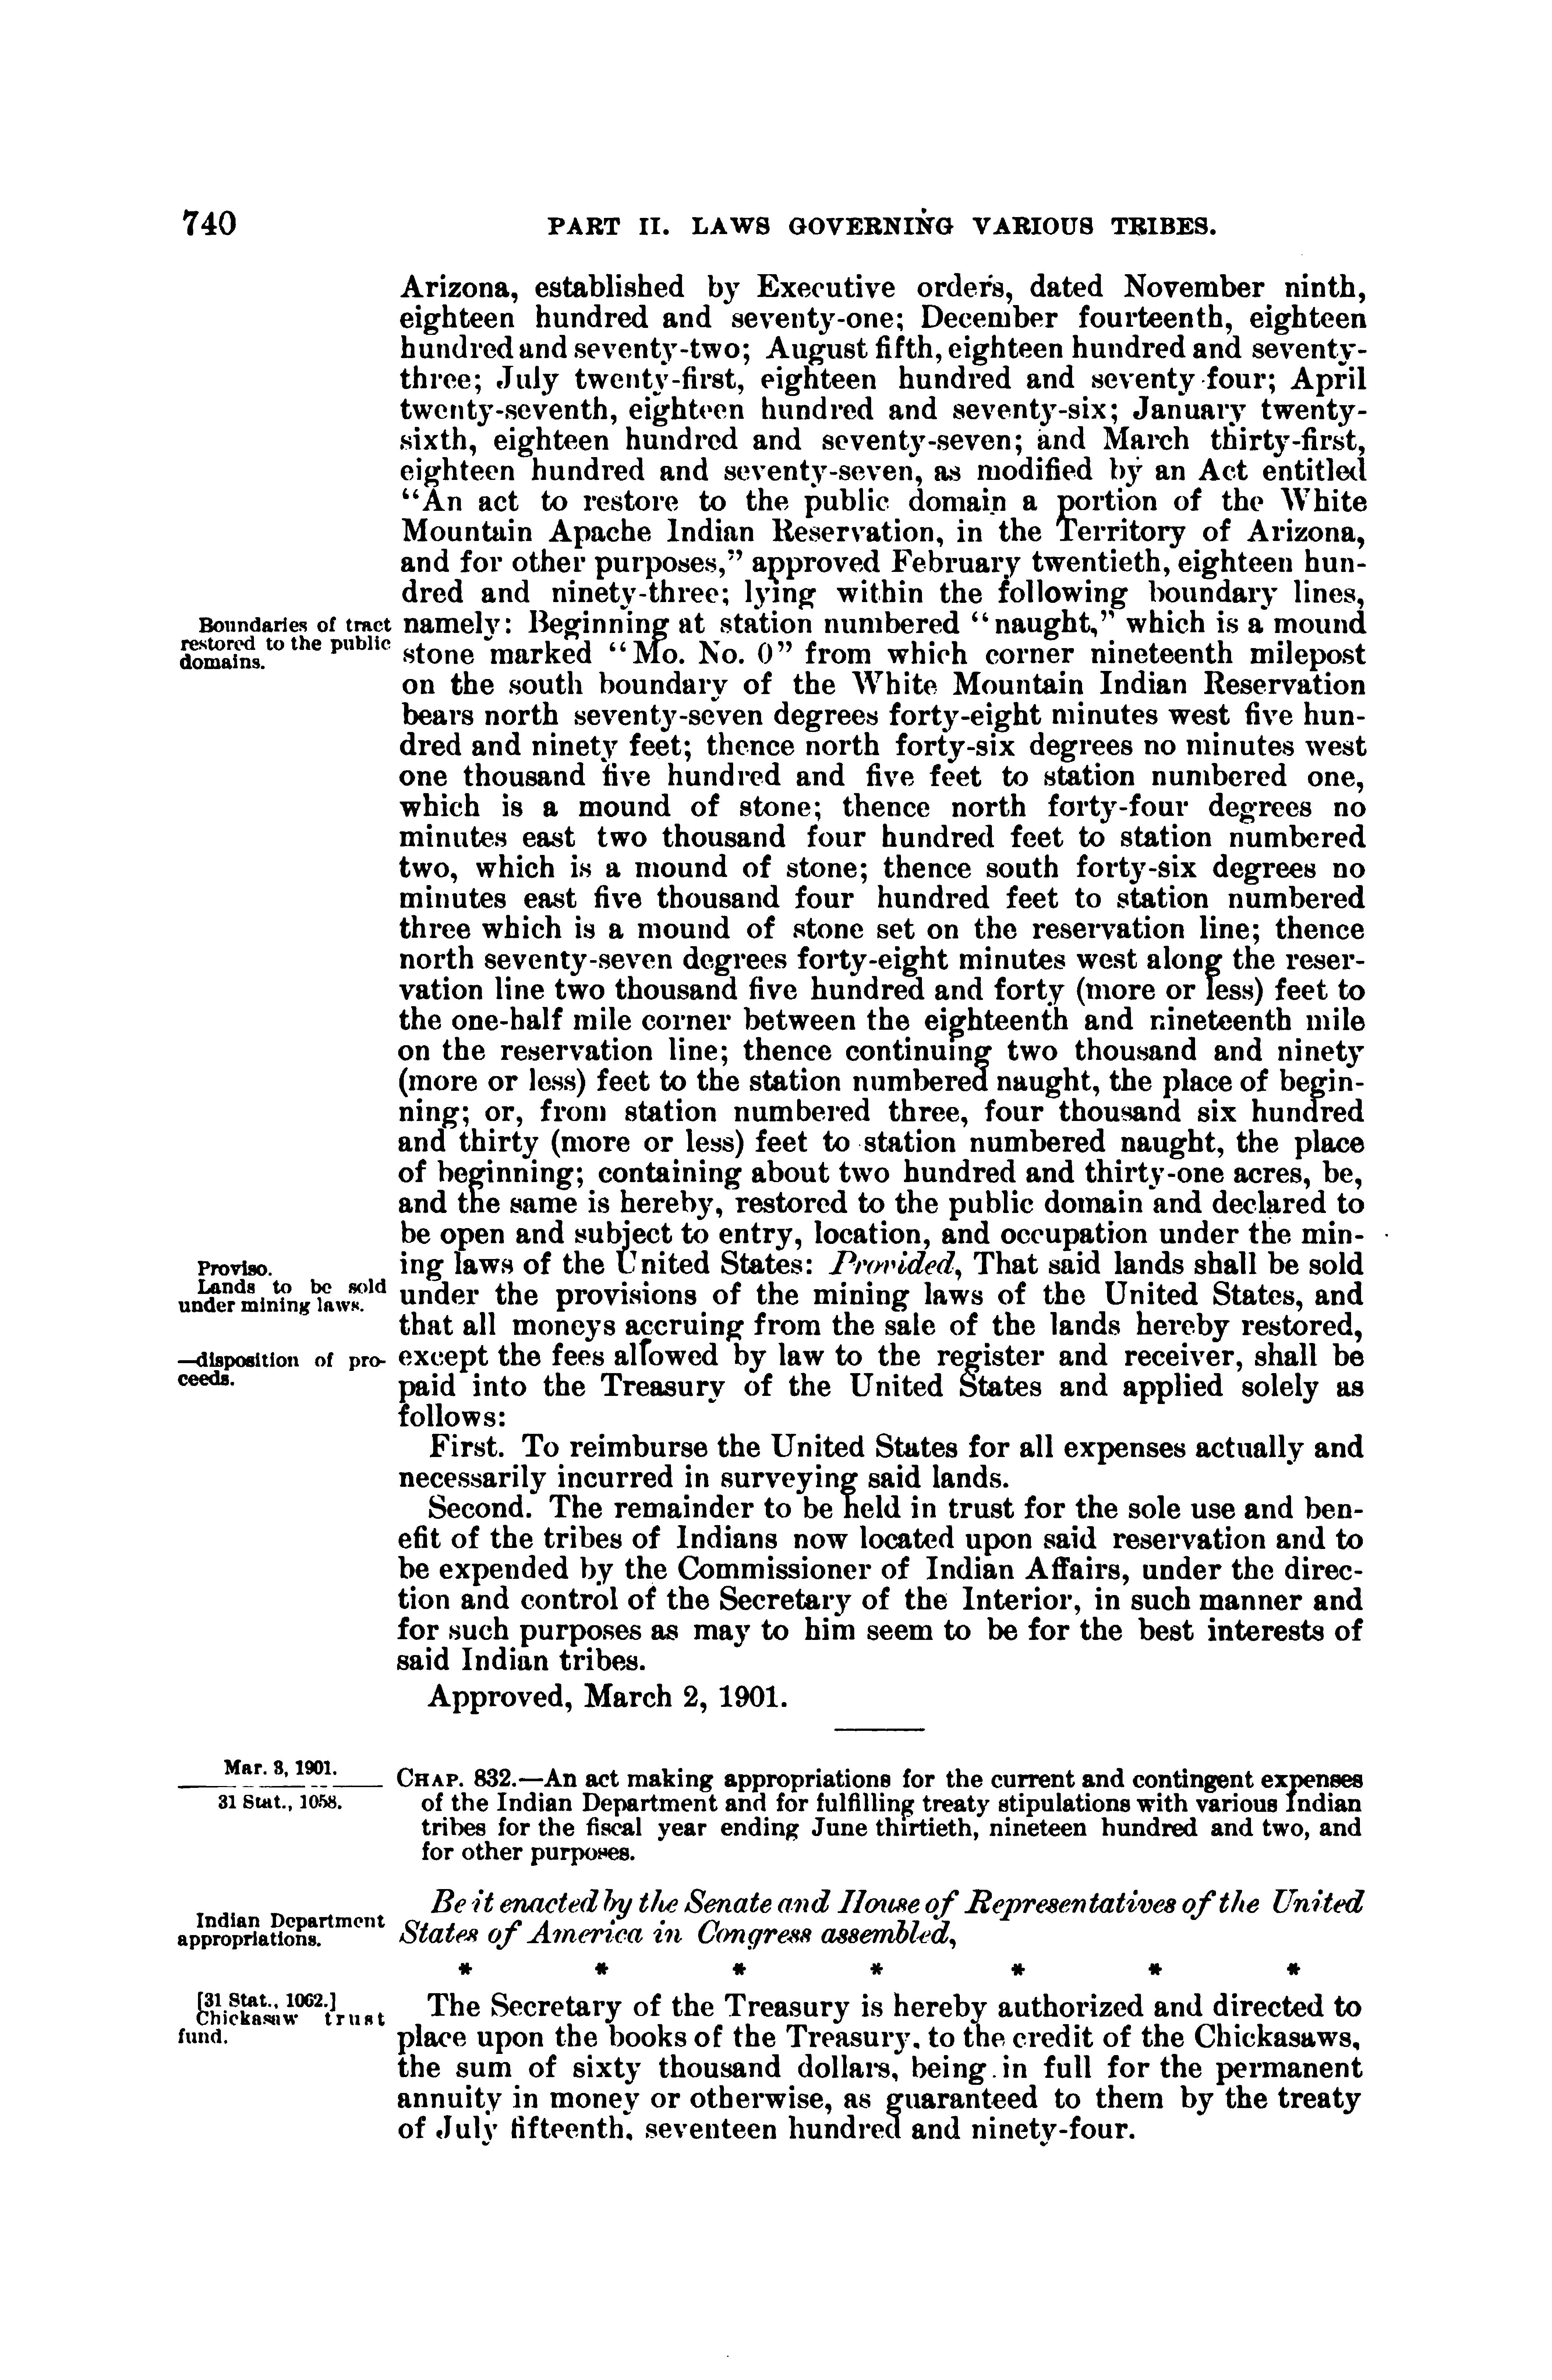 740
PART II. LAWS GOVERNING VARIOUS TRIBES.
Arizona, established by Executive orders, dated November ninth,
eighteen hundred and seventy-one; December fourteenth, eighteen
hundred and seventy-two; August fifth, eighteen hundred and seventy-
three; July twenty-first, eighteen hundred and seventy-four; April
twenty-seventh, eighteen hundred and seventy-six; January twenty-
sixth, eighteen hundred and seventy-seven; and March thirty-first,
eighteen hundred and seventy-seven, as modified by an Act entitled
“An act to restore to the public domain a portion of the White
Mountain Apache Indian Reservation, in the Territory of Arizona,
and for other purposes,” approved February twentieth, eighteen hun-
dred and ninety-three; lying within the following boundary lines,
Boundaries of tract
restored to the public
domains.
namely: Beginning at station numbered “naught,” which is a mound
stone marked “Mo. No. 0” from which corner nineteenth milepost
on the south boundary of the White Mountain Indian Reservation
bears north seventy-seven degrees forty-eight minutes west five hun-
dred and ninety feet; thence north forty-six degrees no minutes west
one thousand five hundred and five feet to station numbered one,
which is a mound of stone; thence north forty-four degrees no
minutes east two thousand four hundred feet to station numbered
two, which is a mound of stone; thence south forty-six degrees no
minutes east five thousand four hundred feet to station numbered
three which is a mound of stone set on the reservation line; thence
north seventy-seven degrees forty-eight minutes west along the reser-
vation line two thousand five hundred and forty (more or less) feet to
the one-half mile corner between the eighteenth and nineteenth mile
on the reservation line; thence continuing two thousand and ninety
(more or less) feet to the station numbered naught, the place of begin-
ning; or, from station numbered three, four thousand six hundred
and thirty (more or less) feet to station numbered naught, the place
of beginning; containing about two hundred and thirty-one acres, be,
and the same is hereby, restored to the public domain and declared to
be open and subject to entry, location, and occupation under the min-
Proviso.
Lands to be sold
under mining laws.
ing laws of the United States: Provided, That said lands shall be sold
under the provisions of the mining laws of the United States, and
that all moneys accruing from the sale of the lands hereby restored,
—disposition of pro-
ceeds.
except the fees allowed by law to the register and receiver, shall be
paid into the Treasury of the United States and applied solely as
follows:
First. To reimburse the United States for all expenses actually and
necessarily incurred in surveying said lands.
Second. The remainder to be held in trust for the sole use and ben-
efit of the tribes of Indians now located upon said reservation and to
be expended by the Commissioner of Indian Affairs, under the direc-
tion and control of the Secretary of the Interior, in such manner and
for such purposes as may to him seem to be for the best interests of
said Indian tribes.
Approved, March 2, 1901.
Mar. 3, 1901.
31 Stat., 1058.
CHAP. 832.—An act making appropriations for the current and contingent expenses
of the Indian Department and for fulfilling treaty stipulations with various Indian
tribes for the fiscal year ending June thirtieth, nineteen hundred and two, and
for other purposes.
Indian Department
appropriations.
Be it enacted by the Senate and House of Representatives of the United
States of America in Congress assembled,
* * * * * * *
[31 Stat., 1062.]
Chickasaw trust
fund.
The Secretary of the Treasury is hereby authorized and directed to
place upon the books of the Treasury, to the credit of the Chickasaws,
the sum of sixty thousand dollars, being in full for the permanent
annuity in money or otherwise, as guaranteed to them by the treaty
of July fifteenth, seventeen hundred and ninety-four.